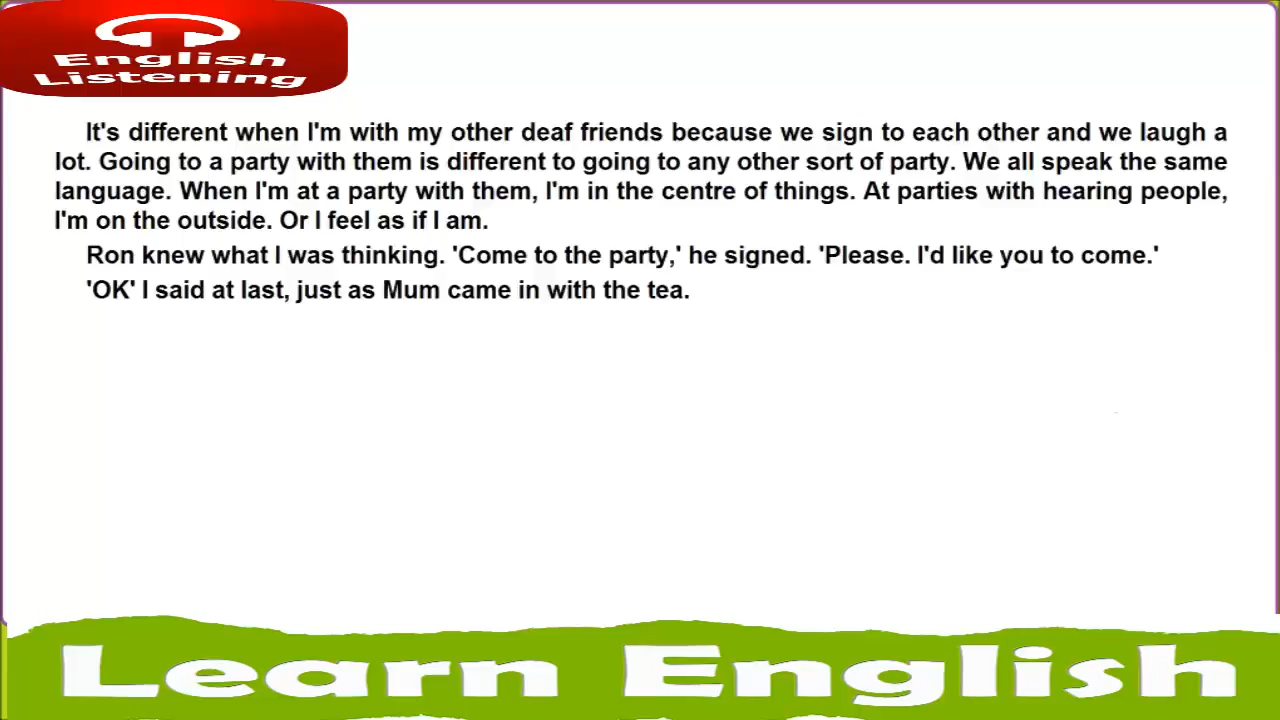 English
Listening
It's different when I'm with my other deaf friends because we sign to each other and we laugh a
lot. Going to a party with them is different to going to any other sort of party. We all speak the same
language. When I'm at a party with them, I'm in the centre of things. At parties with hearing people,
I'm on the outside. Or I feel as if I am.
Ron knew what I was thinking. 'Come to the party,' he signed. 'Please. I'd like you to come.'
'OK' I said at last, just as Mum came in with the tea.
Learn English